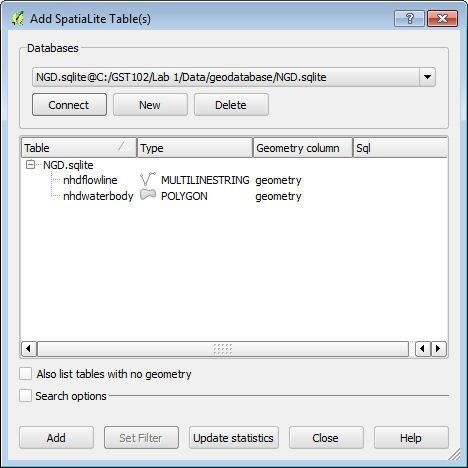 Add SpatiaLite Table(s)
Databases
NGD.sqlite@C:/GST102/Lab 1/Data/geodatabase/NGD.sqlite
Connect New Delete
Table Type Geometry column Sql
NGD.sqlite
nhdflowline MULTILINESTRING geometry
nhdwaterbody POLYGON geometry
Also list tables with no geometry
Search options
Add Set Filter Update statistics Close Help